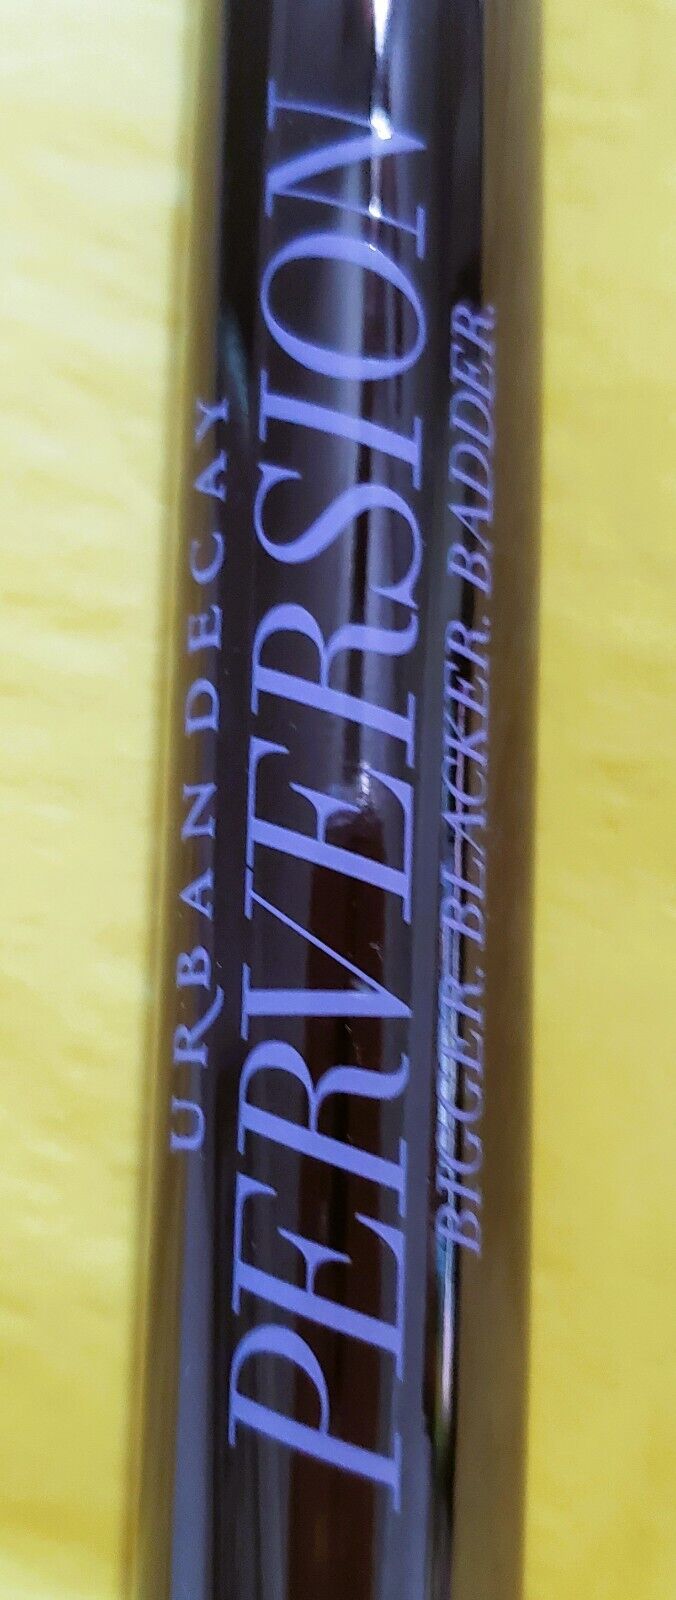 URBAN DECAY
PERVERSION
BIGGER. BLACKER. BADDER.